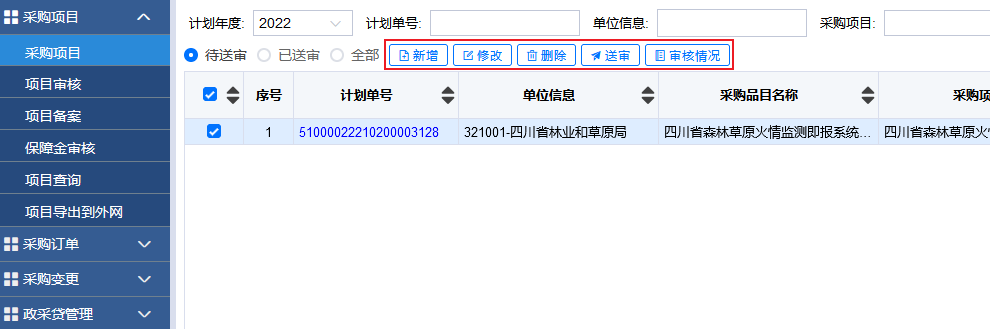 采购项目
采购项目
项目审核
项目备案
保障金审核
项目查询
项目导出到外网
采购订单
采购变更
政采贷管理
计划年度: 2022 计划单号: 单位信息: 采购项目:
待送审 已送审 全部 新增 修改 删除 送审 审核情况
序号 计划单号 单位信息 采购品目名称 采购项
1 51000022210200003128 321001-四川省林业和草原局 四川省森林草原火情监测即报系统... 四川省森林草原火